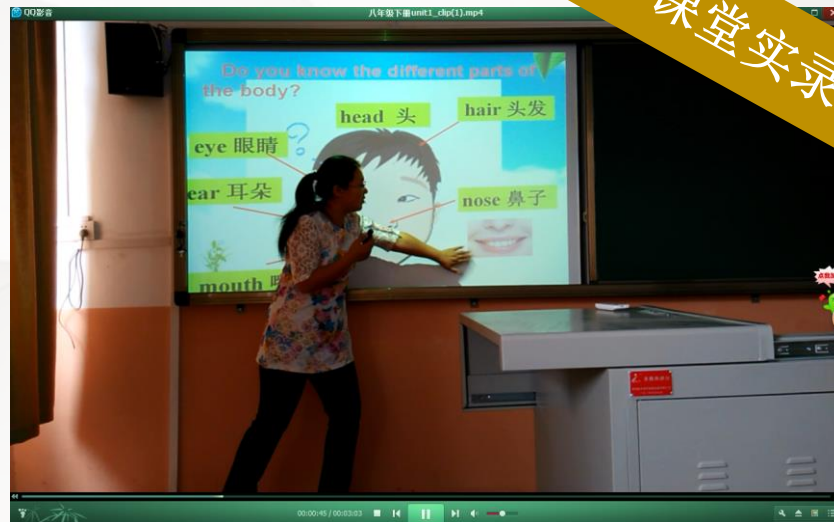 QQ影音
八年级下册unit1_clip(1).mp4
课堂实录
Do you know the different parts of
the body?
head 头
hair 头发
eye 眼睛
ear 耳朵
nose 鼻子
mouth
00:00:45 / 00:03:03